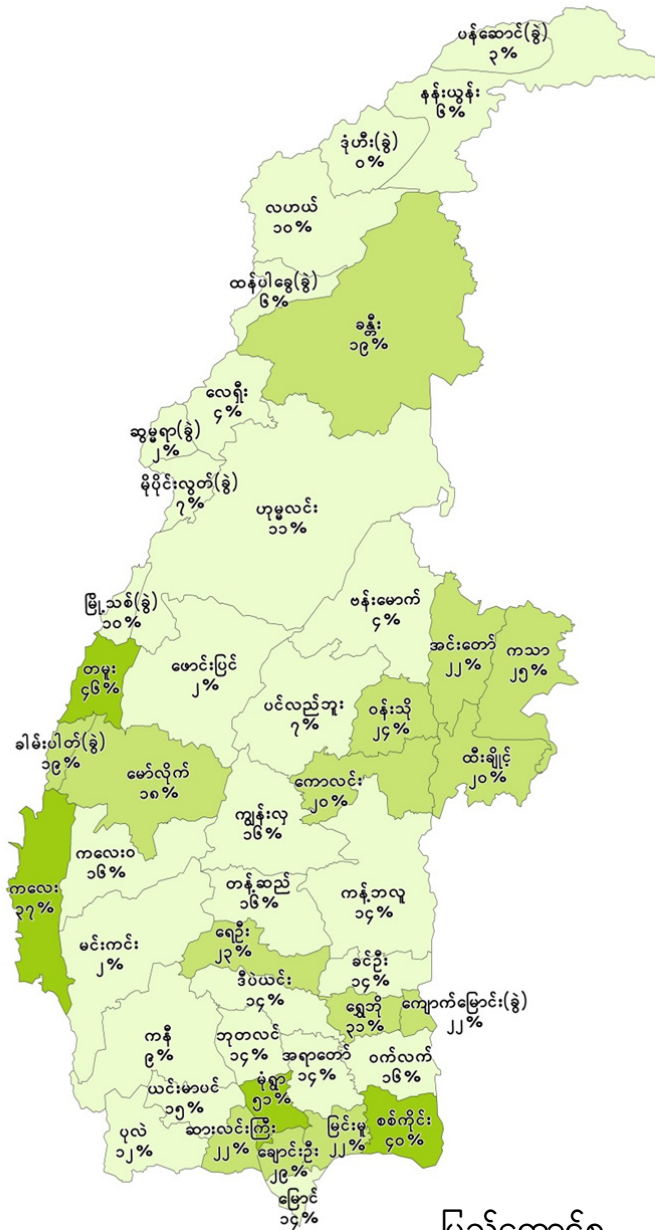 ပန်ဆောင်(ခွဲ)
၃%
နန်းယွန်း
၆%
ဒုံဟီး(ခွဲ)
၀%
လဟယ်
၁၀%
ထန်ပါခွေ(ခွဲ)
၆%
ခန္တီး
၁၉%
လေရှီး
၄%
ဆွမ္မရာ(ခွဲ)
၂%
မိုပိုင်းလွတ်(ခွဲ)
၇%
ဟုမ္မလင်း
၁၁%
ဗန်းမောက်
၄%
မြို့သစ်(ခွဲ)
၁၀%
အင်းတော်
၂၂%
ကသာ
၂၅%
တမူး
၄၆%
ဖောင်းပြင်
၂%
ပင်လည်ဘူး
၇%
ဝန်းသို
၂၄%
ခါမ်းပါတ်(ခွဲ)
၁၉%
မော်လိုက်
၁၈%
ကောလင်း
၂၀%
ထီးချိုင့်
၂၀%
ကျွန်းလှ
၁၆%
ကလေးဝ
၁၆%
ကလေး
၃၇%
တန့်ဆည်
၁၆%
ကန့်ဘလူ
၁၄%
မင်းကင်း
၂%
ရေဦး
၂၃%
ခင်ဦး
၁၄%
ဒီပဲယင်း
၁၄%
ရွှေဘို
၃၁%
ကျောက်မြောင်း(ခွဲ)
၂၂%
ကနီ
၉%
ဘုတလင်
၁၄%
အရာတော်
၁၄%
ဝက်လက်
၁၆%
ယင်းမာပင်
၁၅%
မုံရွာ
၅၁%
ပုလဲ
၁၂%
ဆားလင်းကြီး
၂၂%
ချောင်းဦး
၂၉%
မြင်းမူ
၂၂%
စစ်ကိုင်း
၄၀%
မြောင်
၁၄%